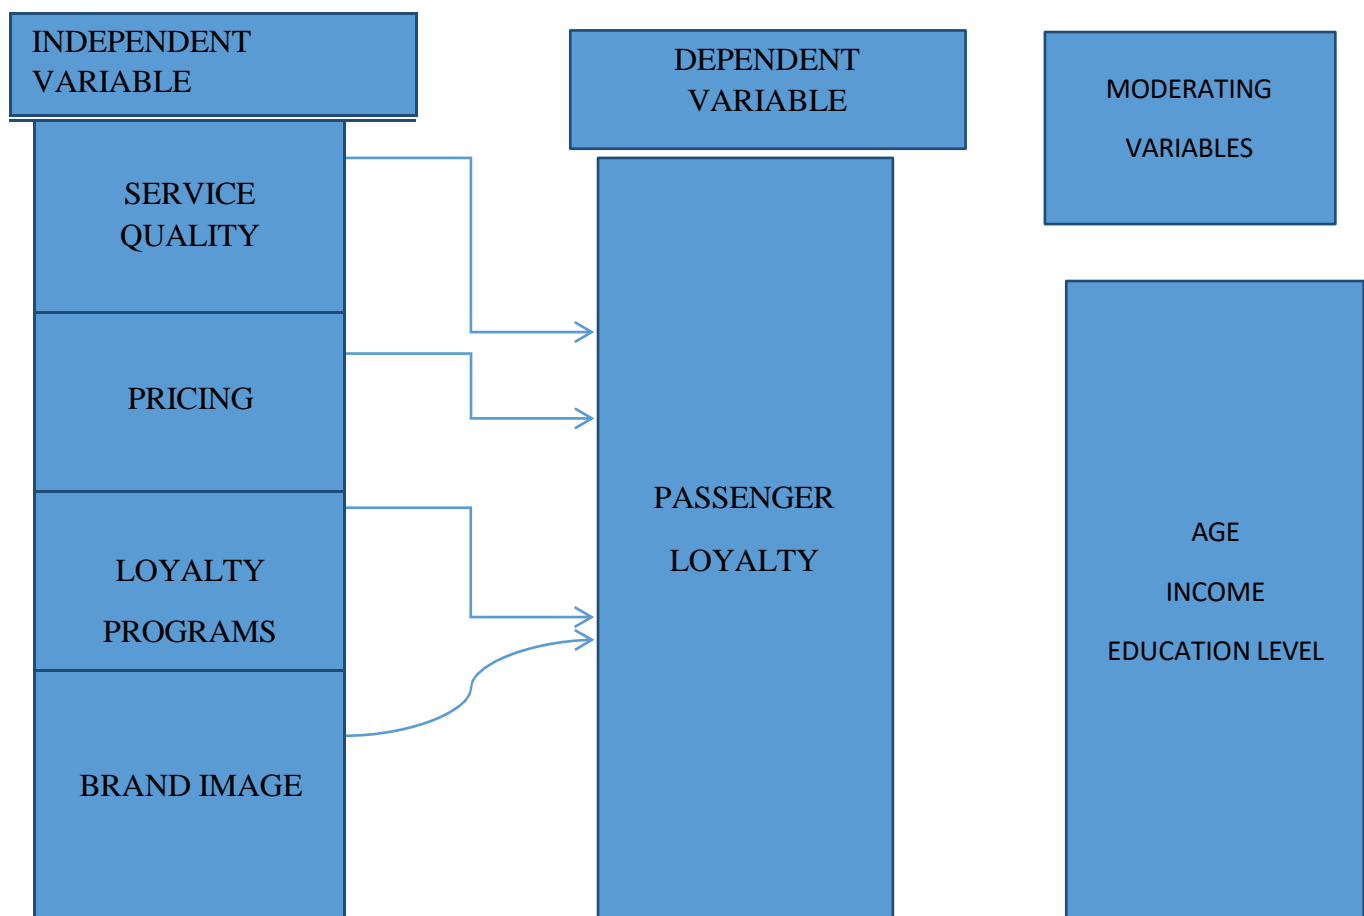 INDEPENDENT
VARIABLE
SERVICE
QUALITY
PRICING
LOYALTY
PROGRAMS
BRAND IMAGE
DEPENDENT
VARIABLE
PASSENGER
LOYALTY
MODERATING
VARIABLES
AGE
INCOME
EDUCATION LEVEL